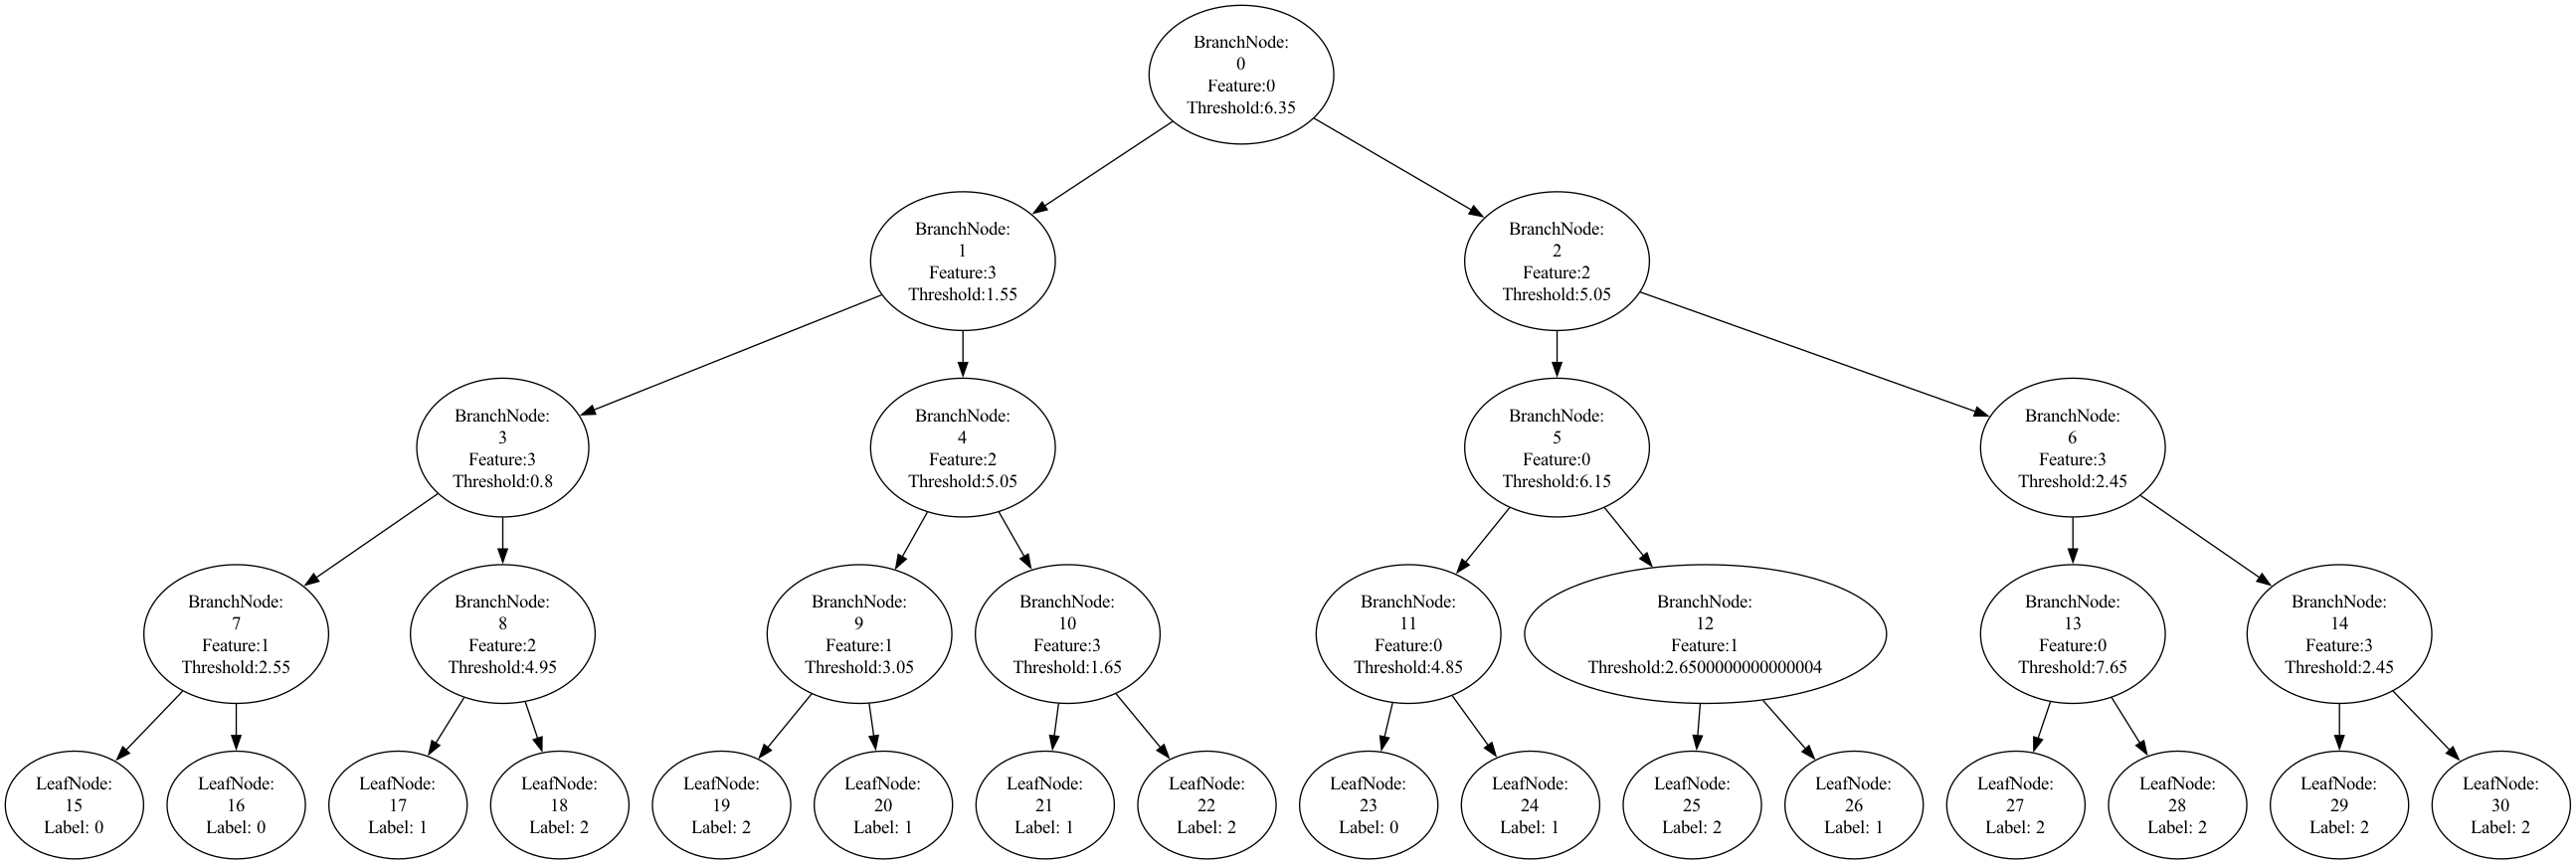 BranchNode:
0
Feature:0
Threshold:6.35
BranchNode:
1
Feature:3
Threshold:1.55
BranchNode:
2
Feature:2
Threshold:5.05
BranchNode:
3
Feature:3
Threshold:0.8
BranchNode:
4
Feature:2
Threshold:5.05
BranchNode:
5
Feature:0
Threshold:6.15
BranchNode:
6
Feature:3
Threshold:2.45
BranchNode:
7
Feature:1
Threshold:2.55
BranchNode:
8
Feature:2
Threshold:4.95
BranchNode:
9
Feature:1
Threshold:3.05
BranchNode:
10
Feature:3
Threshold:1.65
BranchNode:
11
Feature:0
Threshold:4.85
BranchNode:
12
Feature:1
Threshold:2.6500000000000004
BranchNode:
13
Feature:0
Threshold:7.65
BranchNode:
14
Feature:3
Threshold:2.45
LeafNode:
15
Label: 0
LeafNode:
16
Label: 0
LeafNode:
17
Label: 1
LeafNode:
18
Label: 2
LeafNode:
19
Label: 2
LeafNode:
20
Label: 1
LeafNode:
21
Label: 1
LeafNode:
22
Label: 2
LeafNode:
23
Label: 0
LeafNode:
24
Label: 1
LeafNode:
25
Label: 2
LeafNode:
26
Label: 1
LeafNode:
27
Label: 2
LeafNode:
28
Label: 2
LeafNode:
29
Label: 2
LeafNode:
30
Label: 2